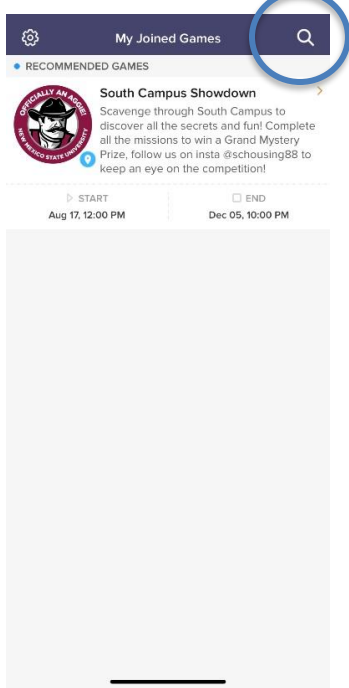 My Joined Games
RECOMMENDED GAMES
OFFICIALLY AN AGGIE!
NEW MEXICO STATE UNIVERSITY
South Campus Showdown
Scavenge through South Campus to
discover all the secrets and fun! Complete
all the missions to win a Grand Mystery
Prize, follow us on insta @schousing88 to
keep an eye on the competition!
START
Aug 17, 12:00 PM
END
Dec 05, 10:00 PM